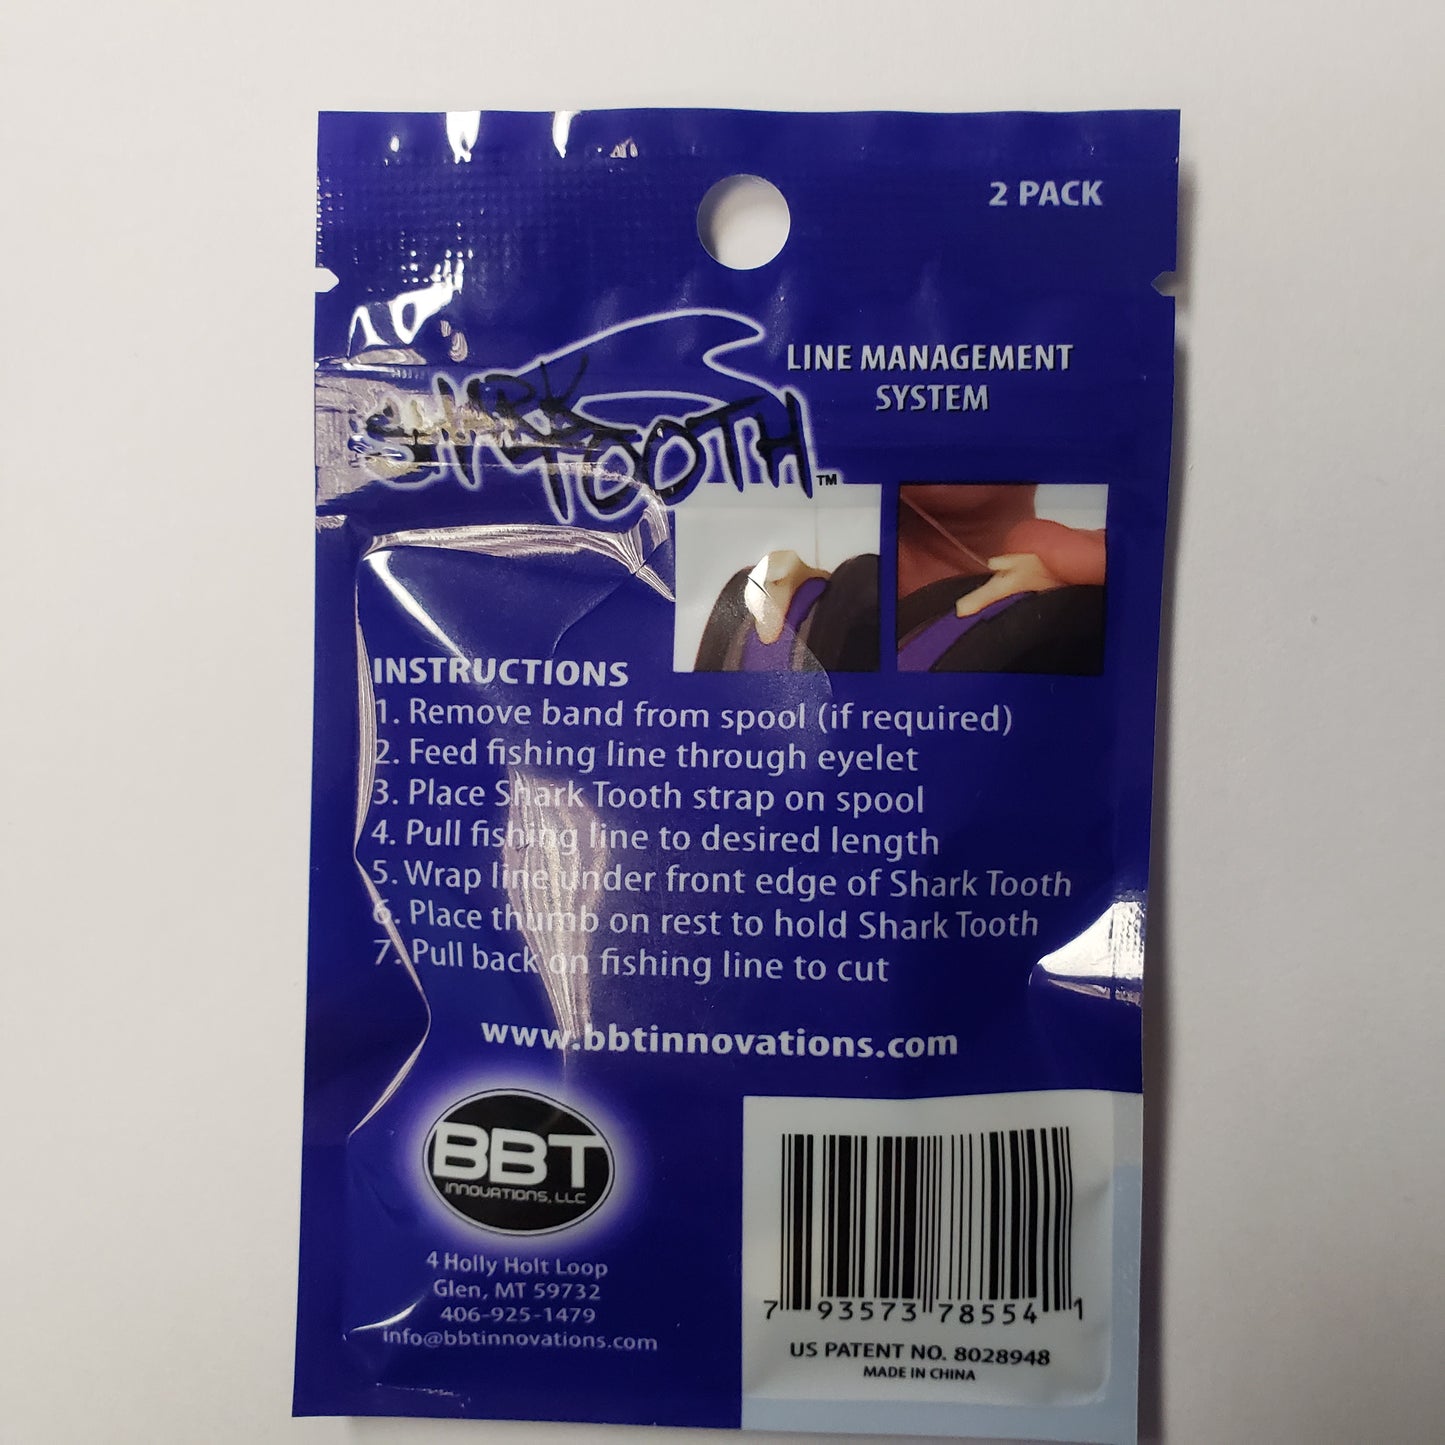 2 PACK
SHARK
TOOTH™
LINE MANAGEMENT
SYSTEM
INSTRUCTIONS
1. Remove band from spool (if required)
2. Feed fishing line through eyelet
3. Place Shark Tooth strap on spool
4. Pull fishing line to desired length
5. Wrap line under front edge of Shark Tooth
6. Place thumb on rest to hold Shark Tooth
7. Pull back on fishing line to cut
www.bbtinnovations.com
BBT
INNOVATIONS, LLC
4 Holly Holt Loop
Glen, MT 59732
406-925-1479
info@bbtinnovations.com
7 93573 78554 1
US PATENT NO. 8028948
MADE IN CHINA